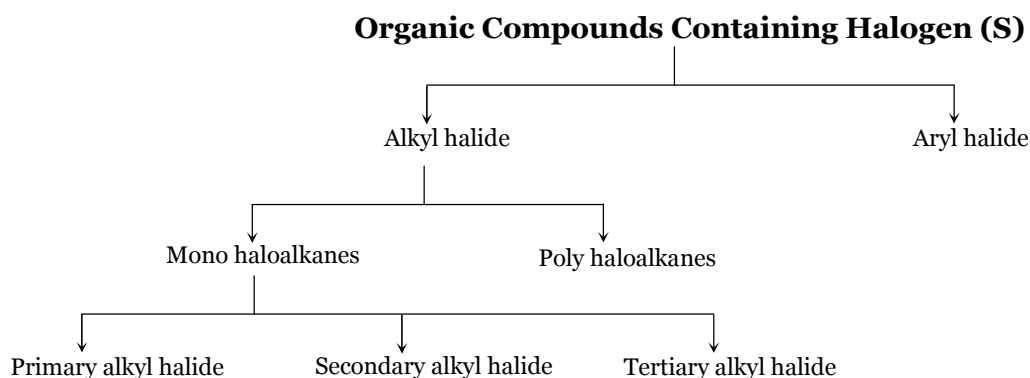 Organic Compounds Containing Halogen (S)
Alkyl halide
Aryl halide
Mono haloalkanes
Poly haloalkanes
Primary alkyl halide
Secondary alkyl halide
Tertiary alkyl halide